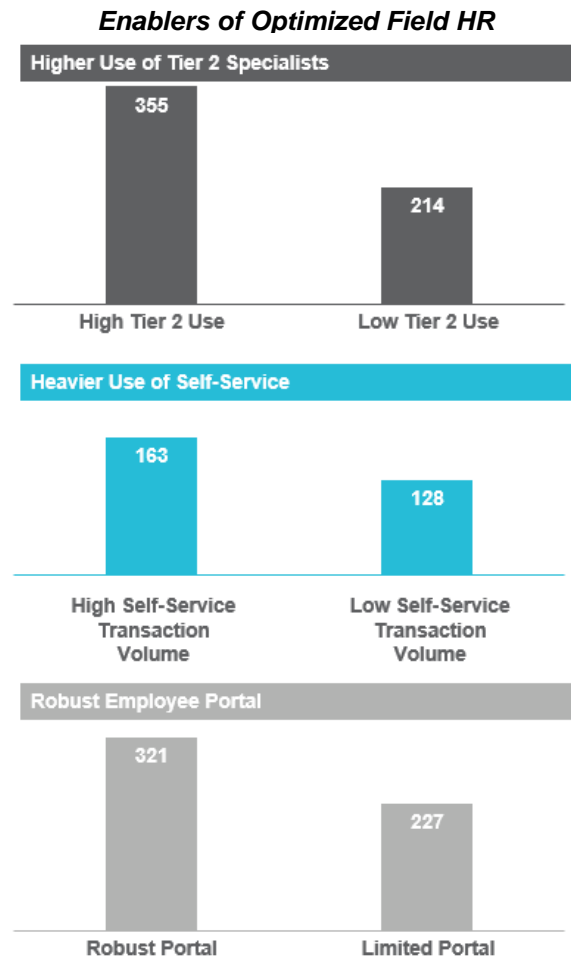 Enablers of Optimized Field HR
Higher Use of Tier 2 Specialists
355
214
High Tier 2 Use
Low Tier 2 Use
Heavier Use of Self-Service
163
128
High Self-Service
Transaction
Volume
Low Self-Service
Transaction
Volume
Robust Employee Portal
321
227
Robust Portal
Limited Portal